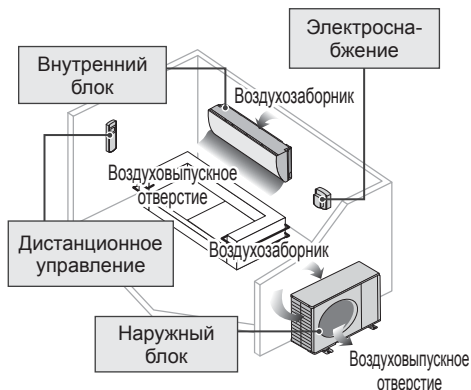 Электросна-
бжение
Внутренний
блок
Воздухозаборник
Воздуховыпускное
отверстие
Дистанционное
управление
Воздухозаборник
Наружный
блок
Воздуховыпускное
отверстие